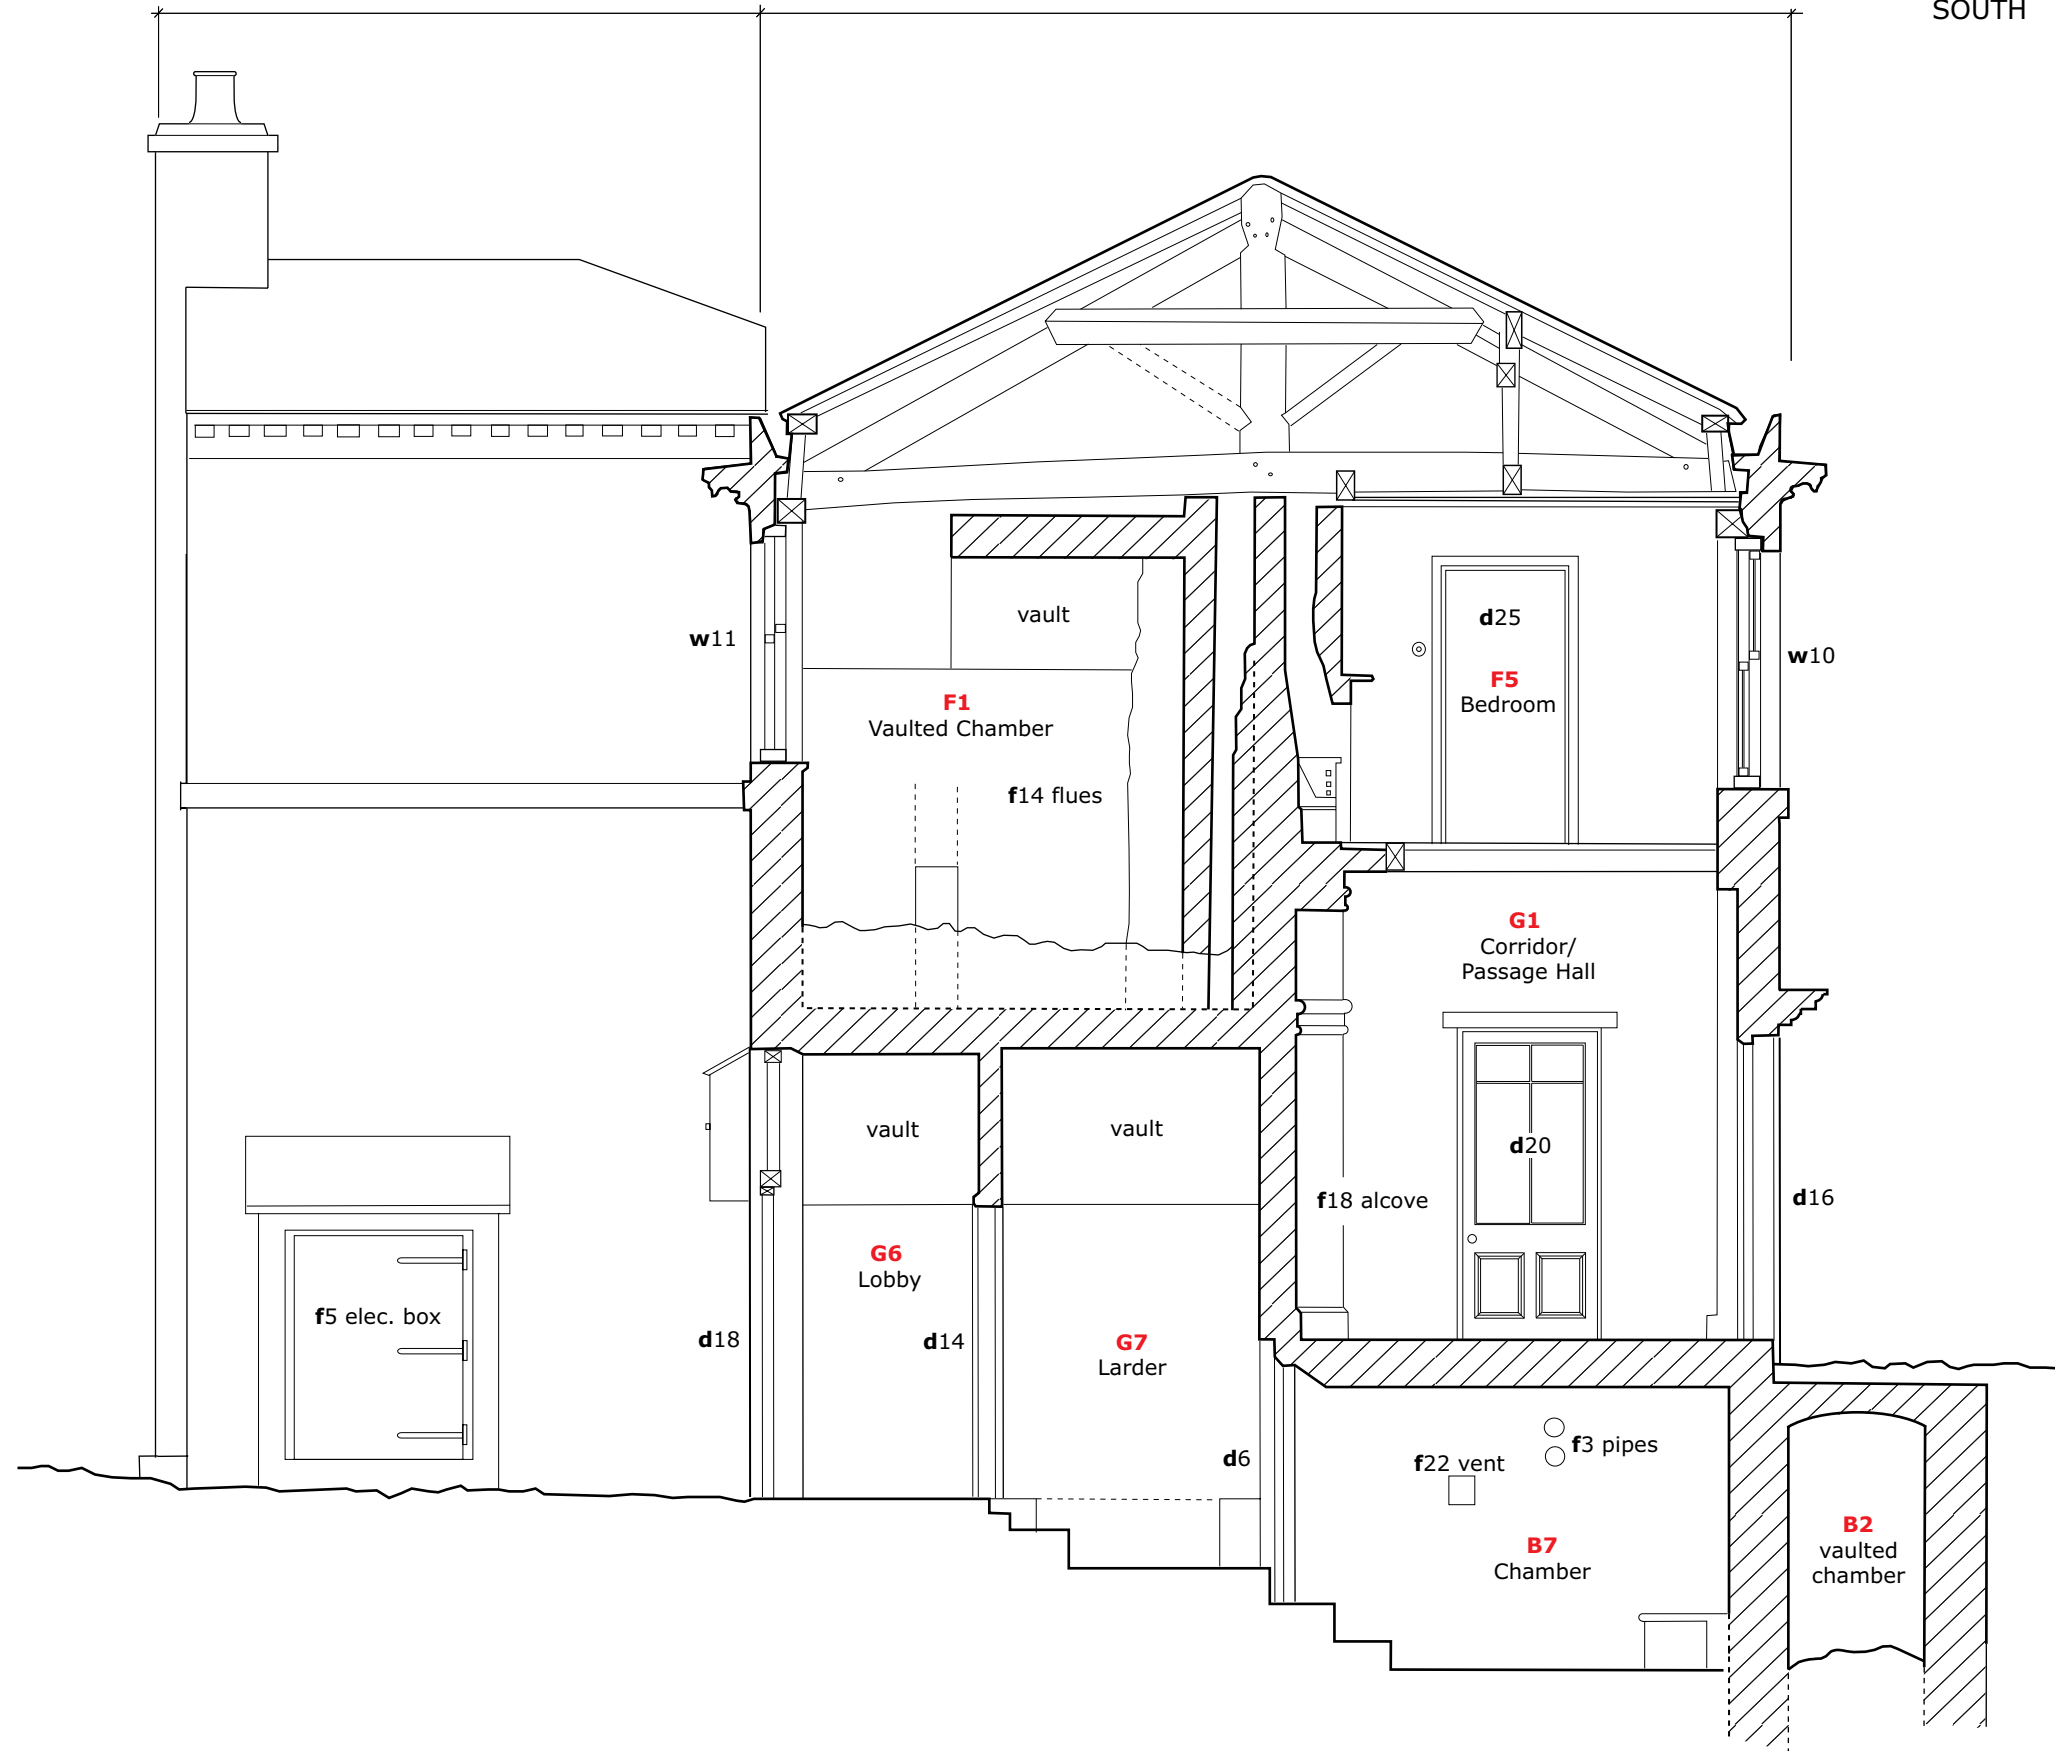 SOUTH
vault
d25
w11
w10
F5
Bedroom
F1
Vaulted Chamber
f14 flues
G1
Corridor/
Passage Hall
vault
vault
d20
f18 alcove
d16
G6
Lobby
f5 elec. box
d18
d14
G7
Larder
d6
f22 vent
f3 pipes
B7
Chamber
B2
vaulted
chamber